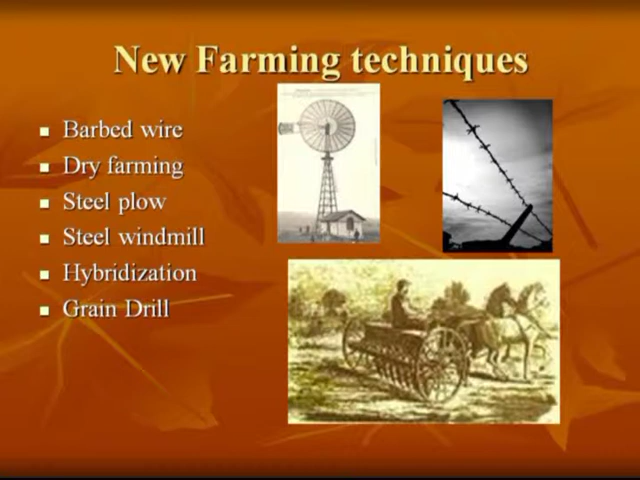 New Farming techniques
Barbed wire
Dry farming
Steel plow
Steel windmill
Hybridization
Grain Drill